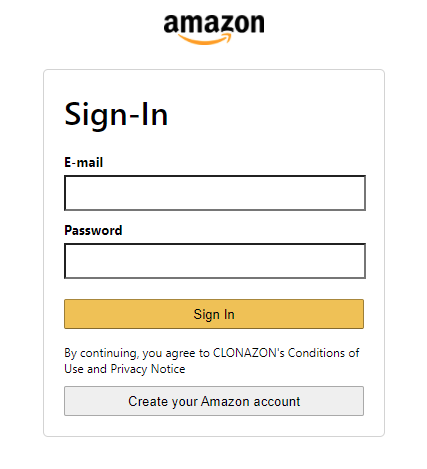 amazon
Sign-In
E-mail
Password
Sign In
By continuing, you agree to CLONAZON's Conditions of
Use and Privacy Notice
Create your Amazon account